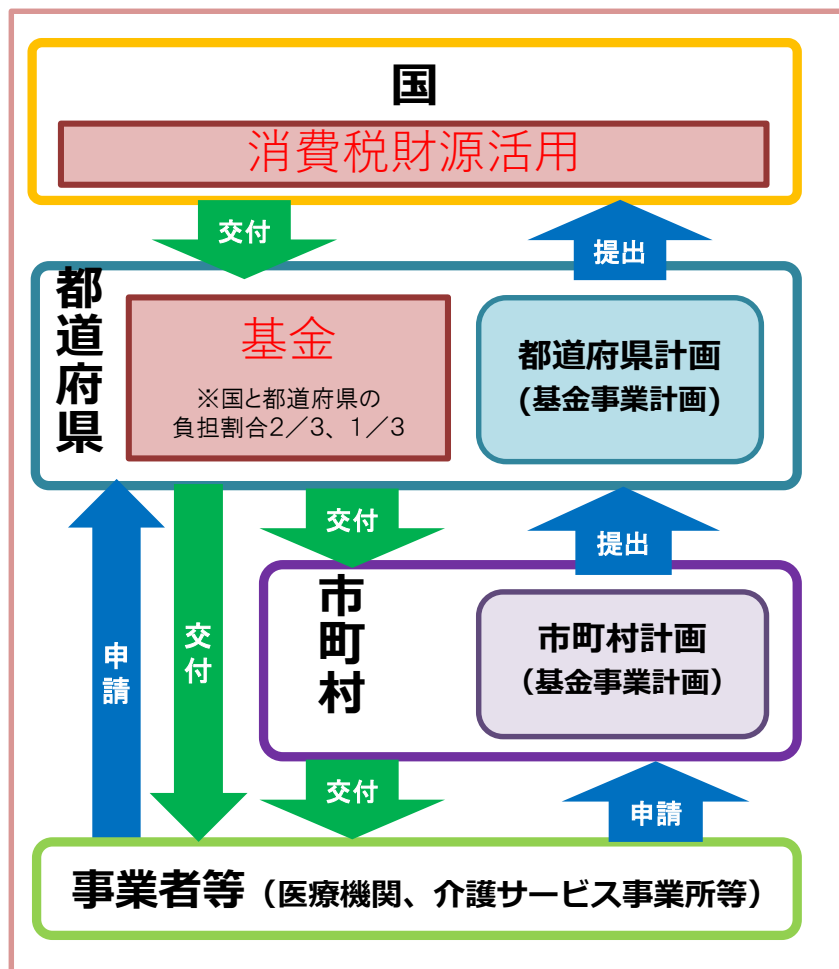 国
消費税財源活用
交付
提出
都道府県
基金
※国と都道府県の
負担割合2／3、1／3
都道府県計画
(基金事業計画)
交付
提出
申請
交付
市町村
市町村計画
（基金事業計画）
交付
申請
事業者等（医療機関、介護サービス事業所等）